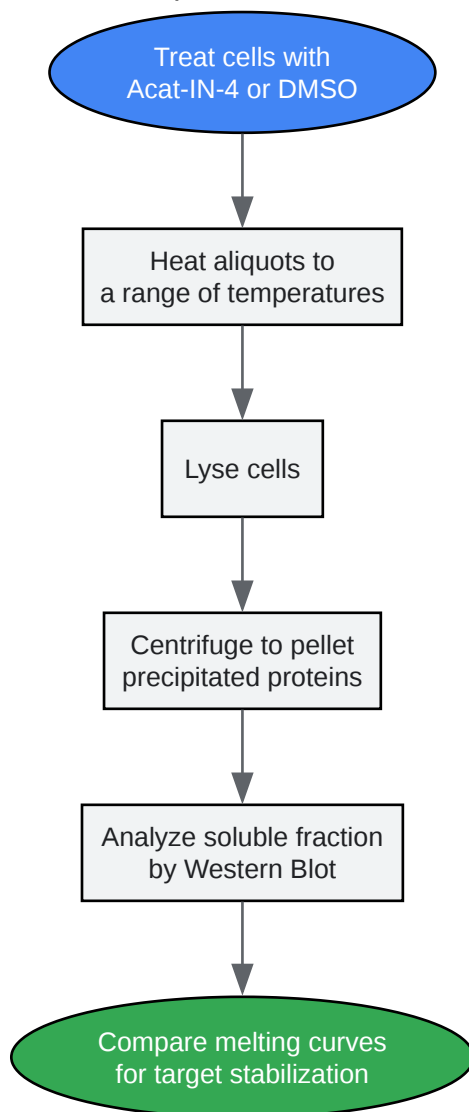 Treat cells with
Acat-IN-4 or DMSO
Heat aliquots to
a range of temperatures
Lyse cells
Centrifuge to pellet
precipitated proteins
Analyze soluble fraction
by Western Blot
Compare melting curves
for target stabilization